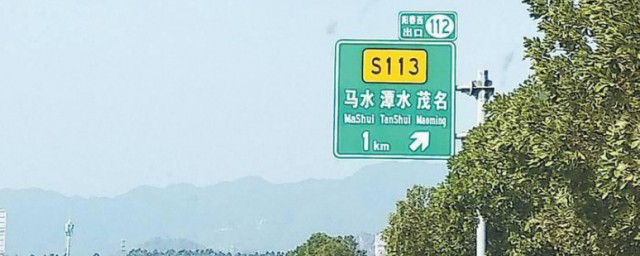 阳春西
出口 112
S113
马水 潭水 茂名
MaShui TanShui Maoming
1 km